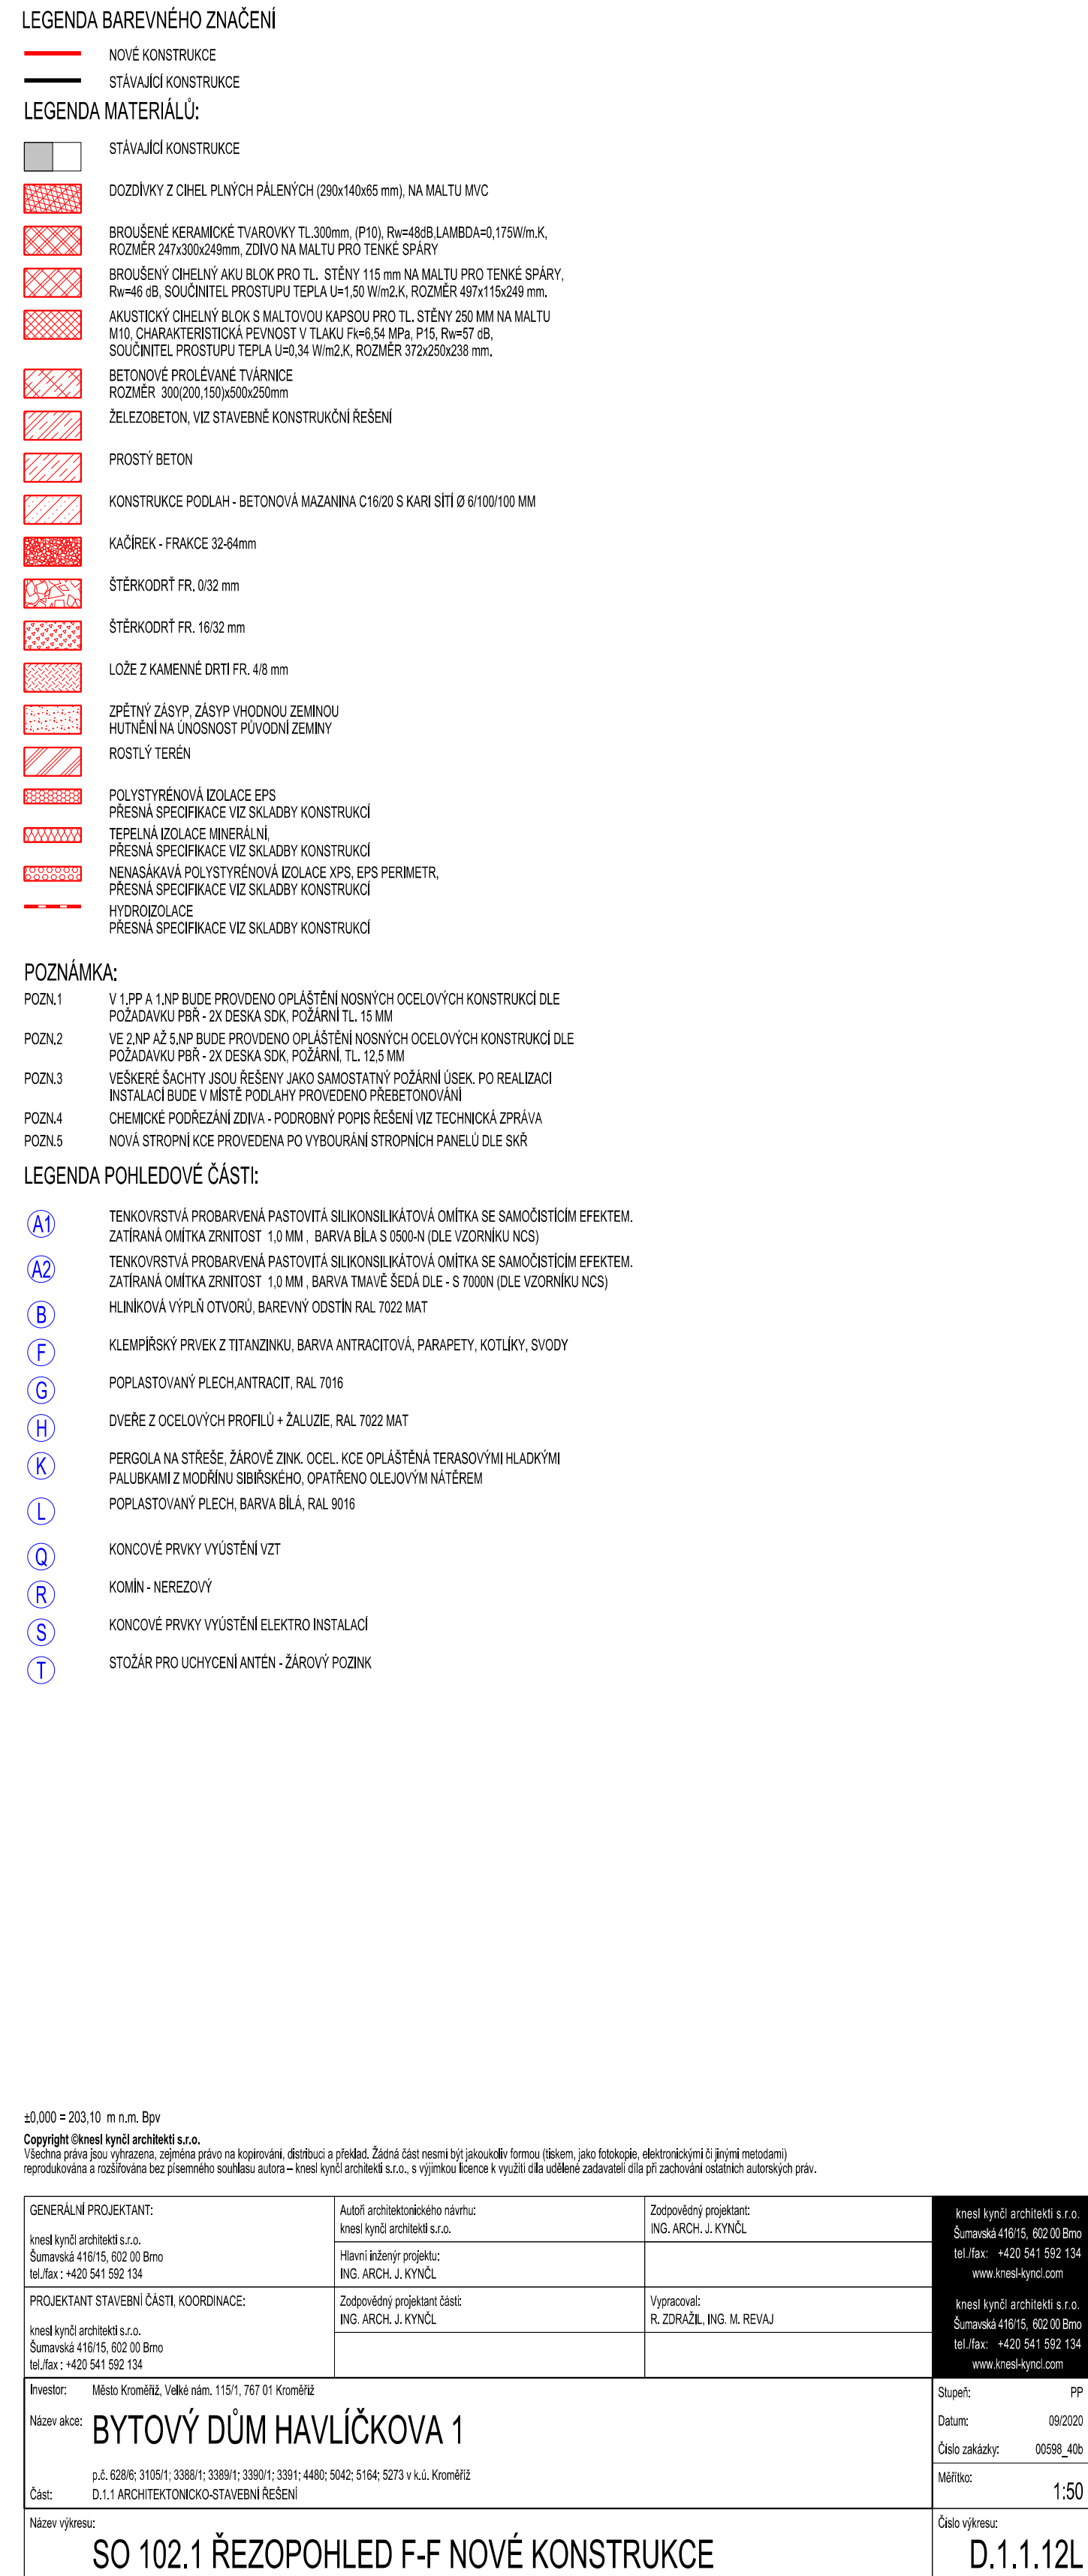 LEGENDA BAREVNÉHO ZNAČENÍ
NOVÉ KONSTRUKCE
STÁVAJÍCÍ KONSTRUKCE
LEGENDA MATERIÁLŮ:
STÁVAJÍCÍ KONSTRUKCE
DOZDÍVKY Z CIHEL PLNÝCH PÁLENÝCH (290x140x65 mm), NA MALTU MVC
BROUŠENÉ KERAMICKÉ TVAROVKY TL.300mm, (P10), Rw=48dB,LAMBDA=0,175W/m.K,
ROZMĚR 247x300x249mm, ZDIVO NA MALTU PRO TENKÉ SPÁRY
BROUŠENÝ CIHELNÝ AKU BLOK PRO TL. STĚNY 115 mm NA MALTU PRO TENKÉ SPÁRY,
Rw=46 dB, SOUČINITEL PROSTUPU TEPLA U=1,50 W/m2.K, ROZMĚR 497x115x249 mm.
AKUSTICKÝ CIHELNÝ BLOK S MALTOVOU KAPSOU PRO TL. STĚNY 250 MM NA MALTU
M10, CHARAKTERISTICKÁ PEVNOST V TLAKU Fk=6,54 MPa, P15, Rw=57 dB,
SOUČINITEL PROSTUPU TEPLA U=0,34 W/m2.K, ROZMĚR 372x250x238 mm.
BETONOVÉ PROLÉVANÉ TVÁRNICE
ROZMĚR 300(200,150)x500x250mm
ŽELEZOBETON, VIZ STAVEBNĚ KONSTRUKČNÍ ŘEŠENÍ
PROSTÝ BETON
KONSTRUKCE PODLAH - BETONOVÁ MAZANINA C16/20 S KARI SÍTÍ Ø 6/100/100 MM
KAČÍREK - FRAKCE 32-64mm
ŠTĚRKODRŤ FR. 0/32 mm
ŠTĚRKODRŤ FR. 16/32 mm
LOŽE Z KAMENNÉ DRTI FR. 4/8 mm
ZPĚTNÝ ZÁSYP, ZÁSYP VHODNOU ZEMINOU
HUTNĚNÍ NA ÚNOSNOST PŮVODNÍ ZEMINY
ROSTLÝ TERÉN
POLYSTYRÉNOVÁ IZOLACE EPS
PŘESNÁ SPECIFIKACE VIZ SKLADBY KONSTRUKCÍ
TEPELNÁ IZOLACE MINERÁLNÍ,
PŘESNÁ SPECIFIKACE VIZ SKLADBY KONSTRUKCÍ
NENASÁKAVÁ POLYSTYRÉNOVÁ IZOLACE XPS, EPS PERIMETR,
PŘESNÁ SPECIFIKACE VIZ SKLADBY KONSTRUKCÍ
HYDROIZOLACE
PŘESNÁ SPECIFIKACE VIZ SKLADBY KONSTRUKCÍ
POZNÁMKA:
POZN.1 V 1.PP A 1.NP BUDE PROVDENO OPLÁŠTĚNÍ NOSNÝCH OCELOVÝCH KONSTRUKCÍ DLE
POŽADAVKU PBŘ - 2X DESKA SDK, POŽÁRNÍ TL. 15 MM
POZN.2 VE 2.NP AŽ 5.NP BUDE PROVDENO OPLÁŠTĚNÍ NOSNÝCH OCELOVÝCH KONSTRUKCÍ DLE
POŽADAVKU PBŘ - 2X DESKA SDK, POŽÁRNÍ, TL. 12,5 MM
POZN.3 VEŠKERÉ ŠACHTY JSOU ŘEŠENY JAKO SAMOSTATNÝ POŽÁRNÍ ÚSEK. PO REALIZACI
INSTALACÍ BUDE V MÍSTĚ PODLAHY PROVEDENO PŘEBETONOVÁNÍ
POZN.4 CHEMICKÉ PODŘEZÁNÍ ZDIVA - PODROBNÝ POPIS ŘEŠENÍ VIZ TECHNICKÁ ZPRÁVA
POZN.5 NOVÁ STROPNÍ KCE PROVEDENA PO VYBOURÁNÍ STROPNÍCH PANELŮ DLE SKŘ
LEGENDA POHLEDOVÉ ČÁSTI:
A1 TENKOVRSTVÁ PROBARVENÁ PASTOVITÁ SILIKONSILIKÁTOVÁ OMÍTKA SE SAMOČISTÍCÍM EFEKTEM.
ZATÍRANÁ OMÍTKA ZRNITOST 1,0 MM , BARVA BÍLA S 0500-N (DLE VZORNÍKU NCS)
A2 TENKOVRSTVÁ PROBARVENÁ PASTOVITÁ SILIKONSILIKÁTOVÁ OMÍTKA SE SAMOČISTÍCÍM EFEKTEM.
ZATÍRANÁ OMÍTKA ZRNITOST 1,0 MM , BARVA TMAVĚ ŠEDÁ DLE - S 7000N (DLE VZORNÍKU NCS)
B HLINÍKOVÁ VÝPLŇ OTVORŮ, BAREVNÝ ODSTÍN RAL 7022 MAT
F KLEMPÍŘSKÝ PRVEK Z TITANZINKU, BARVA ANTRACITOVÁ, PARAPETY, KOTLÍKY, SVODY
G POPLASTOVANÝ PLECH,ANTRACIT, RAL 7016
H DVEŘE Z OCELOVÝCH PROFILŮ + ŽALUZIE, RAL 7022 MAT
K PERGOLA NA STŘEŠE, ŽÁROVĚ ZINK. OCEL. KCE OPLÁŠTĚNÁ TERASOVÝMI HLADKÝMI
PALUBKAMI Z MODŘÍNU SIBIŘSKÉHO, OPATŘENO OLEJOVÝM NÁTĚREM
L POPLASTOVANÝ PLECH, BARVA BÍLÁ, RAL 9016
Q KONCOVÉ PRVKY VYÚSTĚNÍ VZT
R KOMÍN - NEREZOVÝ
S KONCOVÉ PRVKY VYÚSTĚNÍ ELEKTRO INSTALACÍ
T STOŽÁR PRO UCHYCENÍ ANTÉN - ŽÁROVÝ POZINK
±0,000 = 203,10 m n.m. Bpv
Copyright ©knesl kynčl architekti s.r.o.
Všechna práva jsou vyhrazena, zejména právo na kopírování, distribuci a překlad. Žádná část nesmí být jakoukoliv formou (tiskem, jako fotokopie, elektronickými či jinými metodami)
reprodukována a rozšiřována bez písemného souhlasu autora – knesl kynčl architekti s.r.o., s výjimkou licence k využití díla udělené zadavateli díla při zachování ostatních autorských práv.
GENERÁLNÍ PROJEKTANT:
knesl kynčl architekti s.r.o.
Šumavská 416/15, 602 00 Brno
tel./fax : +420 541 592 134
Autoři architektonického návrhu:
knesl kynčl architekti s.r.o.
Zodpovědný projektant:
ING. ARCH. J. KYNČL
Hlavní inženýr projektu:
ING. ARCH. J. KYNČL
knesl kynčl architekti s.r.o.
Šumavská 416/15, 602 00 Brno
tel./fax: +420 541 592 134
www.knesl-kyncl.com
PROJEKTANT STAVEBNÍ ČÁSTI, KOORDINACE:
knesl kynčl architekti s.r.o.
Šumavská 416/15, 602 00 Brno
tel./fax : +420 541 592 134
Zodpovědný projektant části:
ING. ARCH. J. KYNČL
Vypracoval:
R. ZDRAŽIL, ING. M. REVAJ
knesl kynčl architekti s.r.o.
Šumavská 416/15, 602 00 Brno
tel./fax: +420 541 592 134
www.knesl-kyncl.com
Investor: Město Kroměříž, Velké nám. 115/1, 767 01 Kroměříž
Název akce: BYTOVÝ DŮM HAVLÍČKOVA 1
p.č. 628/6; 3105/1; 3388/1; 3389/1; 3390/1; 3391; 4480; 5042; 5164; 5273 v k.ú. Kroměříž
Část: D.1.1 ARCHITEKTONICKO-STAVEBNÍ ŘEŠENÍ
Stupeň: PP
Datum: 09/2020
Číslo zakázky: 00598_40b
Měřítko:
1:50
Název výkresu:
SO 102.1 ŘEZOPOHLED F-F NOVÉ KONSTRUKCE
Číslo výkresu:
D.1.1.12L